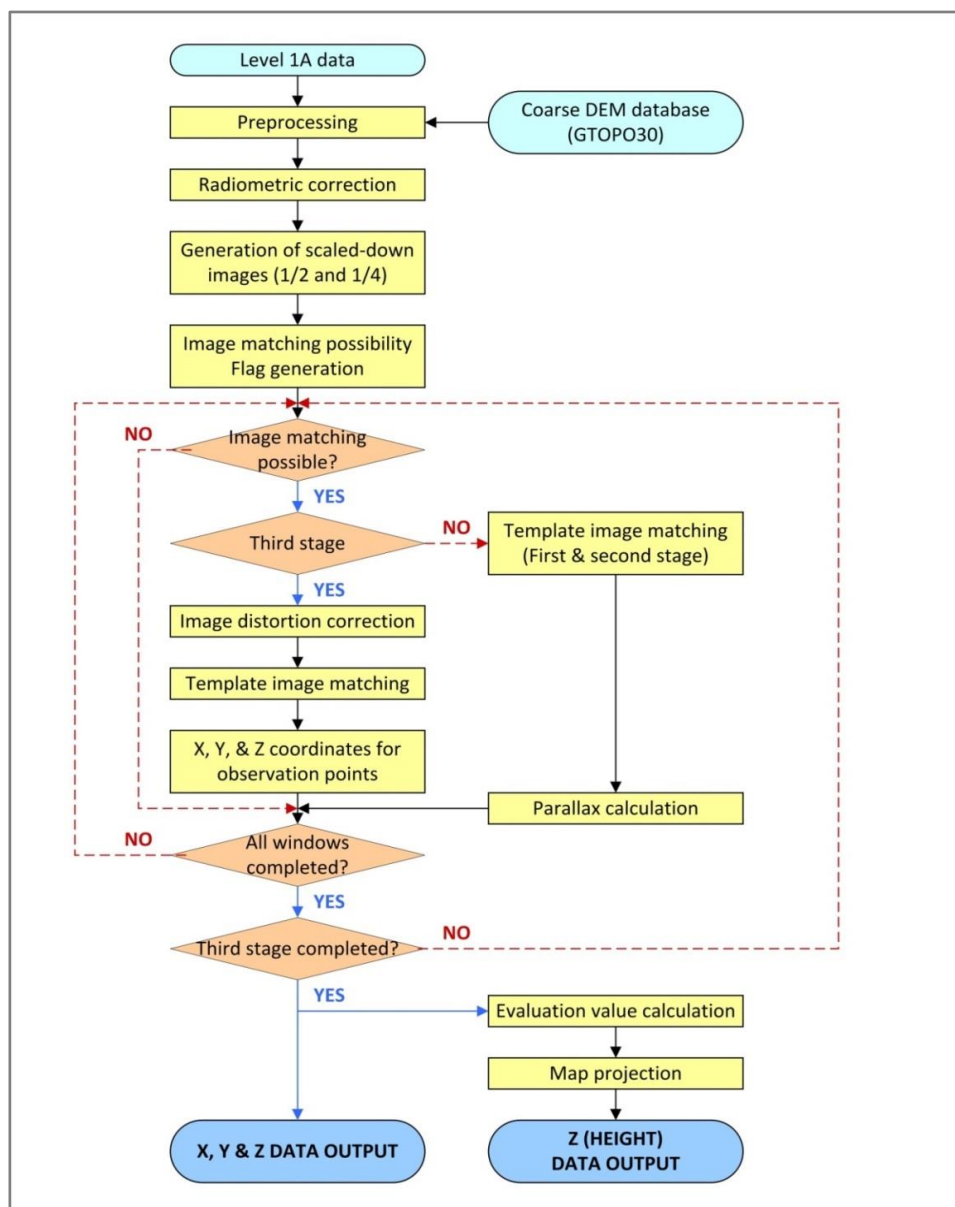 Level 1A data
Coarse DEM database
(GTOPO30)
Preprocessing
Radiometric correction
Generation of scaled-down
images (1/2 and 1/4)
Image matching possibility
Flag generation
NO
Image matching
possible?
YES
Third stage
NO
Template image matching
(First & second stage)
YES
Image distortion correction
Template image matching
X, Y, & Z coordinates for
observation points
Parallax calculation
NO
All windows
completed?
YES
Third stage completed?
NO
YES
Evaluation value calculation
Map projection
X, Y & Z DATA OUTPUT
Z (HEIGHT)
DATA OUTPUT